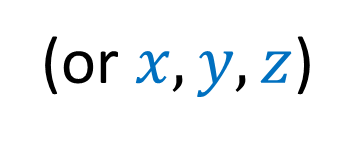 (or x, y, z)